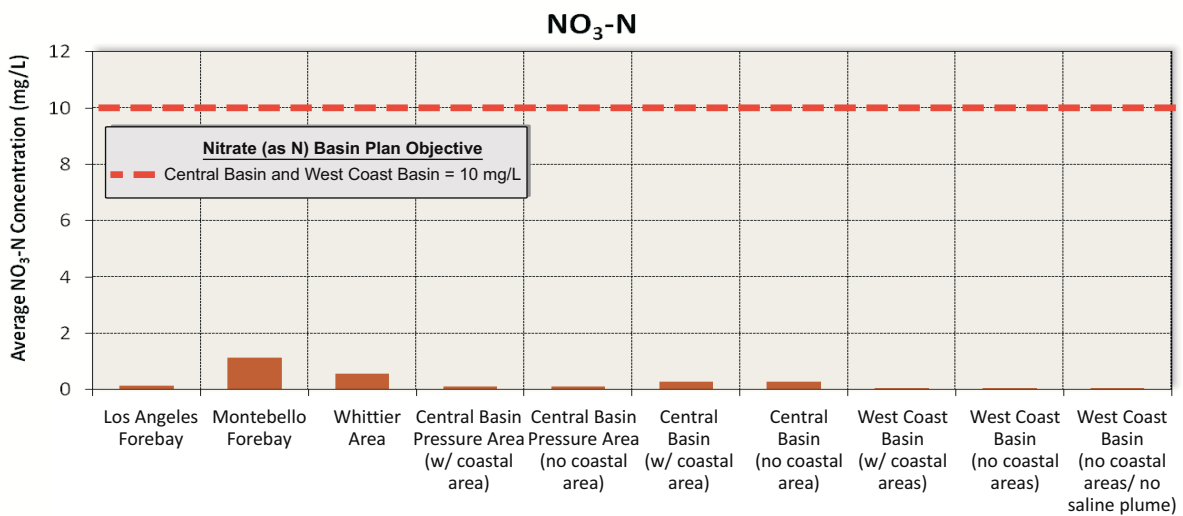 NO₃-N
Average NO₃-N Concentration (mg/L)
12
10
8
6
4
2
0
Nitrate (as N) Basin Plan Objective
Central Basin and West Coast Basin = 10 mg/L
Los Angeles
Forebay
Montebello
Forebay
Whittier
Area
Central Basin
Pressure Area
(w/ coastal
area)
Central Basin
Pressure Area
(no coastal
area)
Central
Basin
(w/ coastal
area)
Central
Basin
(no coastal
area)
West Coast
Basin
(w/ coastal
areas)
West Coast
Basin
(no coastal
areas)
West Coast
Basin
(no coastal
areas/ no
saline plume)